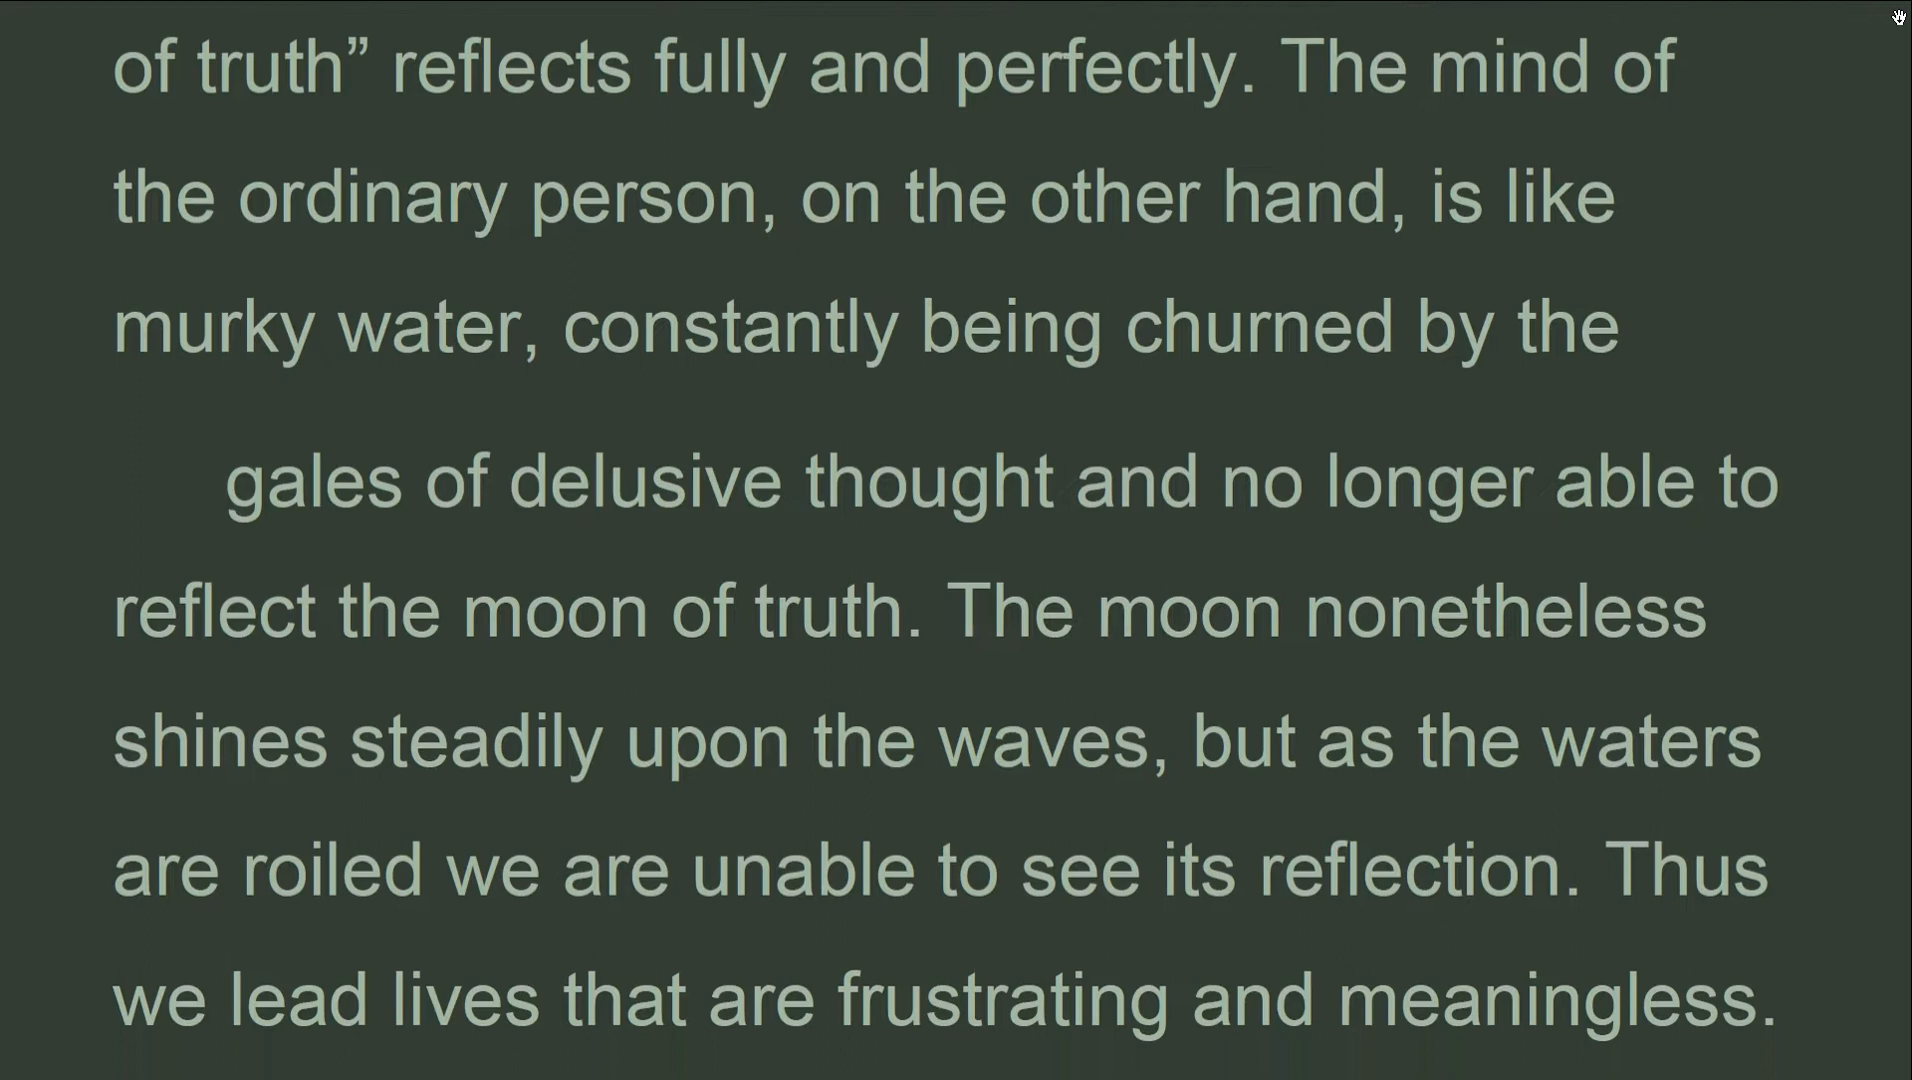 of truth” reflects fully and perfectly. The mind of
the ordinary person, on the other hand, is like
murky water, constantly being churned by the
gales of delusive thought and no longer able to
reflect the moon of truth. The moon nonetheless
shines steadily upon the waves, but as the waters
are roiled we are unable to see its reflection. Thus
we lead lives that are frustrating and meaningless.